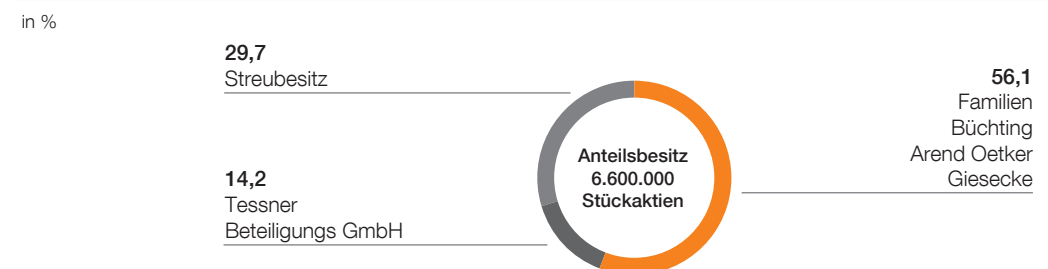 in %
29,7
Streubesitz
14,2
Tessner
Beteiligungs GmbH
Anteilsbesitz
6.600.000
Stückaktien
56,1
Familien
Büchting
Arend Oetker
Giesecke